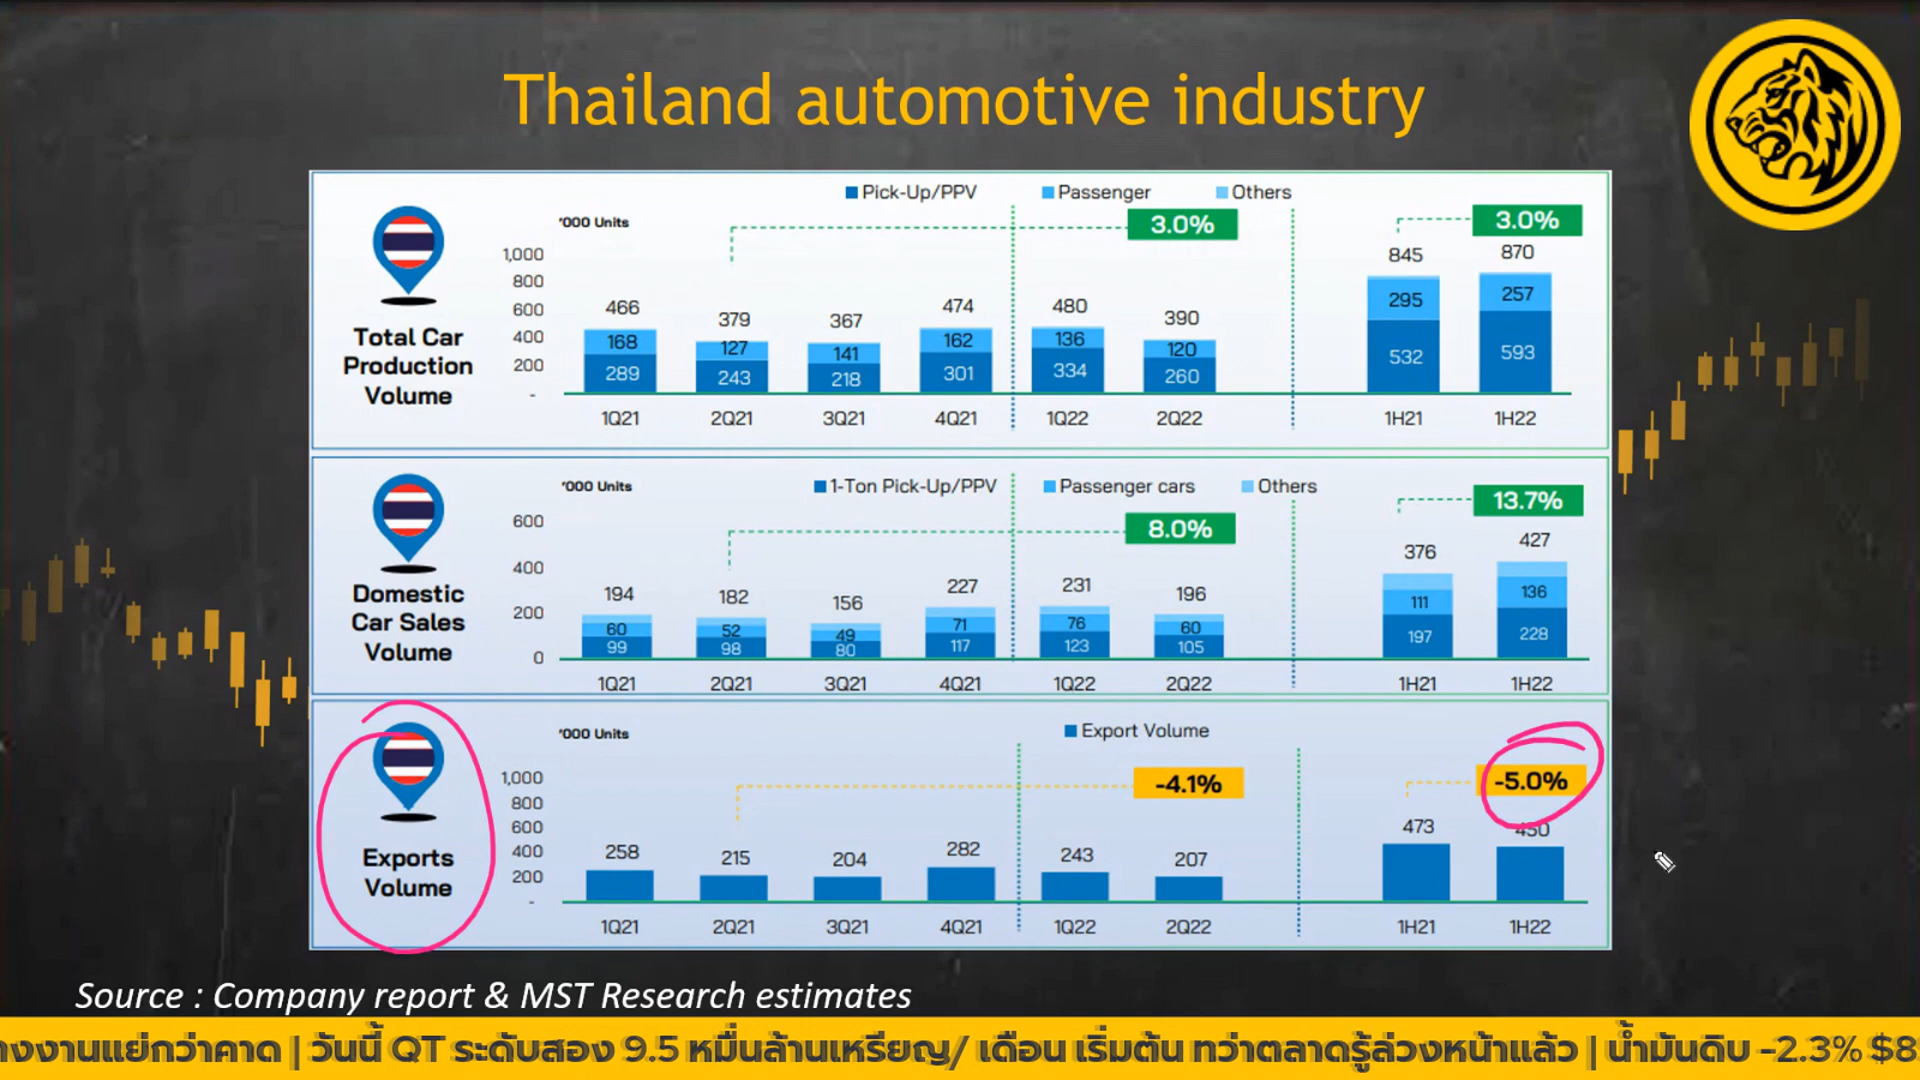 Thailand automotive industry
Pick-Up/PPV Passenger Others
'000 Units
3.0%
3.0%
1,000
800
600
400
200
-
466 379 367 474 480 390 845 870
168 127 141 162 136 120 295 257
289 243 218 301 334 260 532 593
1Q21 2Q21 3Q21 4Q21 1Q22 2Q22 1H21 1H22
Total Car
Production
Volume
'000 Units
1-Ton Pick-Up/PPV Passenger cars Others
8.0%
13.7%
600
400
200
0
194 182 156 227 231 196 376 427
60 52 49 71 76 60 111 136
99 98 80 117 123 105 197 228
1Q21 2Q21 3Q21 4Q21 1Q22 2Q22 1H21 1H22
Domestic
Car Sales
Volume
'000 Units
Export Volume
-4.1%
-5.0%
1,000
800
600
400
200
-
258 215 204 282 243 207 473 450
1Q21 2Q21 3Q21 4Q21 1Q22 2Q22 1H21 1H22
Exports
Volume
Source : Company report & MST Research estimates
างงานแย่กว่าคาด | วันนี้ QT ระดับสอง 9.5 หมื่นล้านเหรียญ/ เดือน เริ่มต้น ทว่าตลาดรู้ล่วงหน้าแล้ว | น้ำมันดิบ -2.3% $8